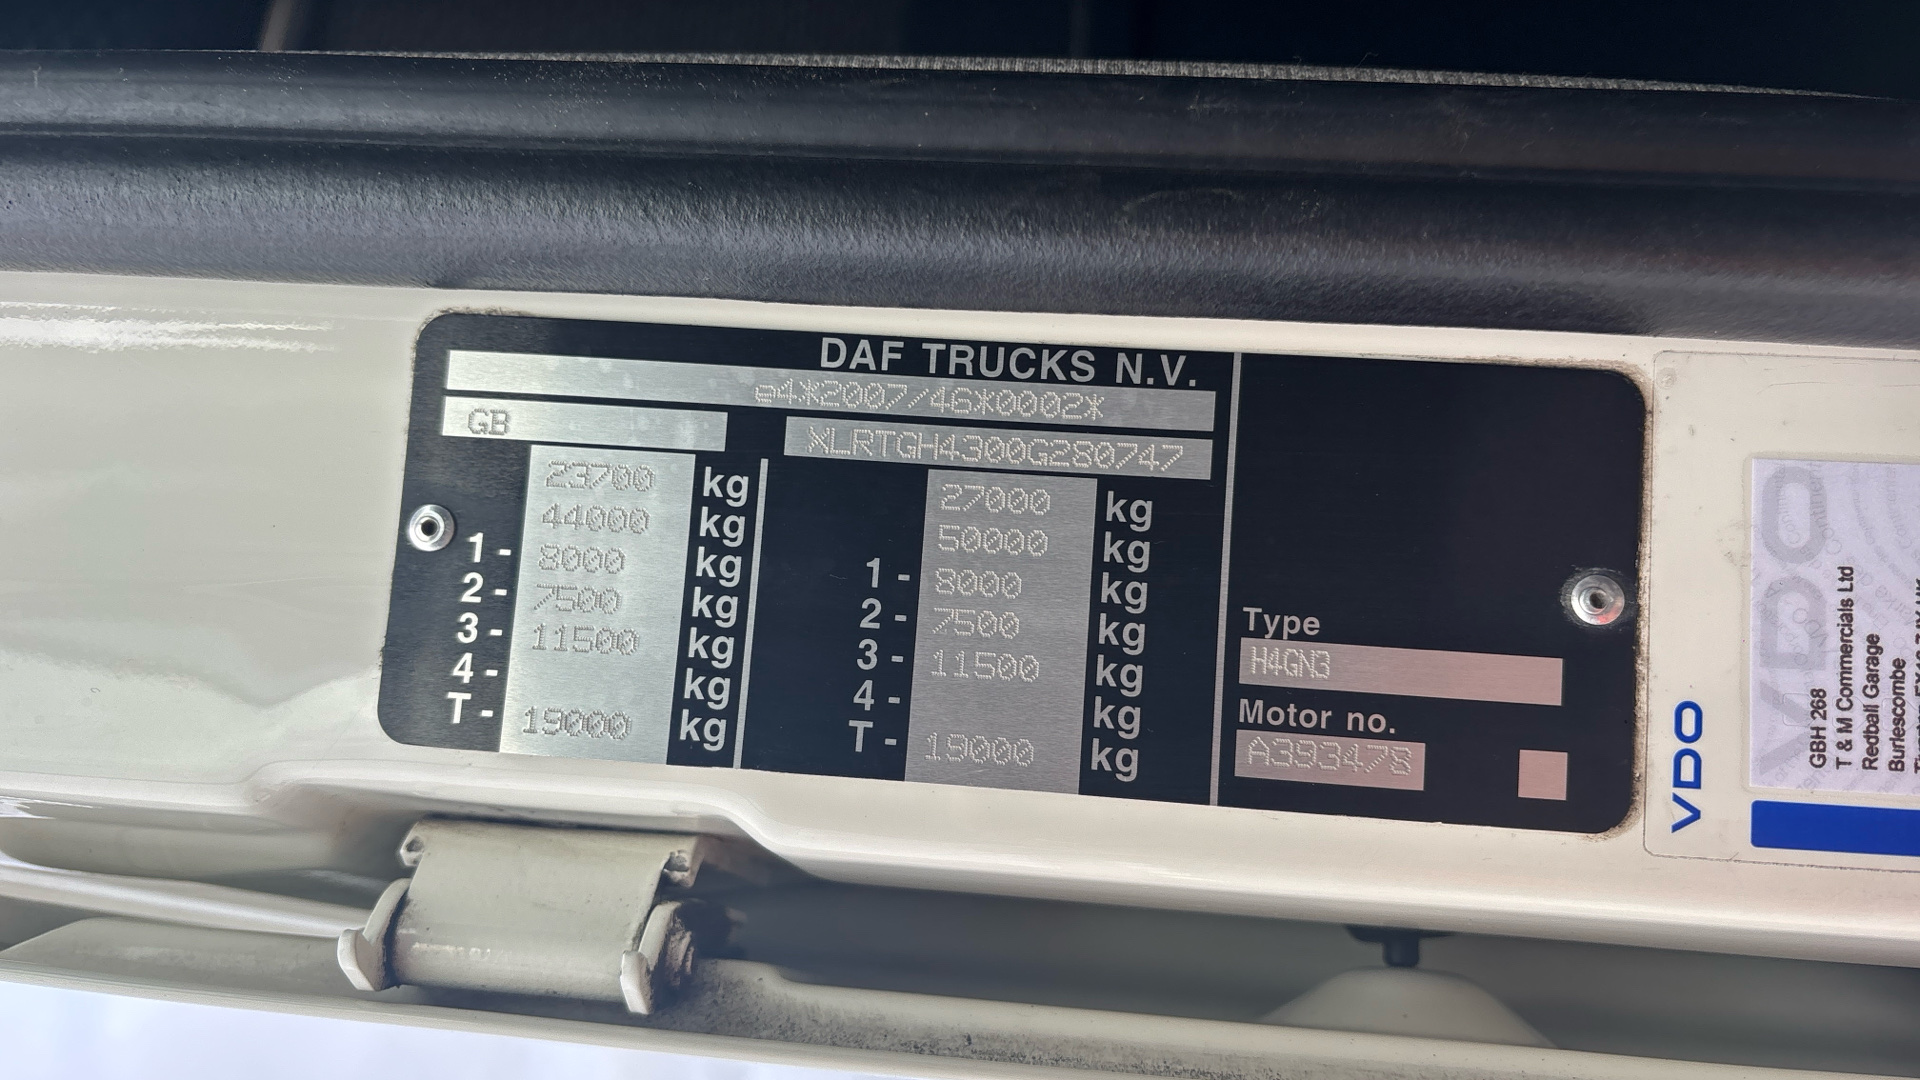 DAF TRUCKS N.V.
e4*2007/46*0002*
GB
XLRTGH4300G280747
23700 kg
44000 kg
1- 8000 kg
2- 7500 kg
3- 11500 kg
4- kg
T- 19000 kg
27000 kg
50000 kg
1- 8000 kg
2- 7500 kg
3- 11500 kg
4- kg
T- 19000 kg
Type
H4GN3
Motor no.
A393478
VDO
VDO
GBH 268
T & M Commercials Ltd
Redball Garage
Burlescombe